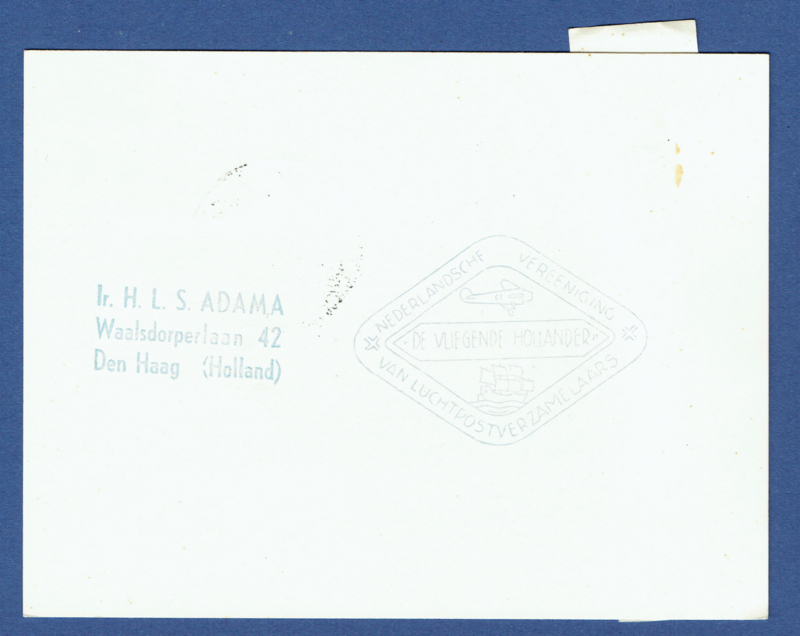 Ir. H. L. S. ADAMA
Waalsdorperlaan 42
Den Haag (Holland)
NEDERLANDSCHE VEREENIGING
"DE VLIEGENDE HOLLANDER"
VAN LUCHTPOSTVERZAMELAARS